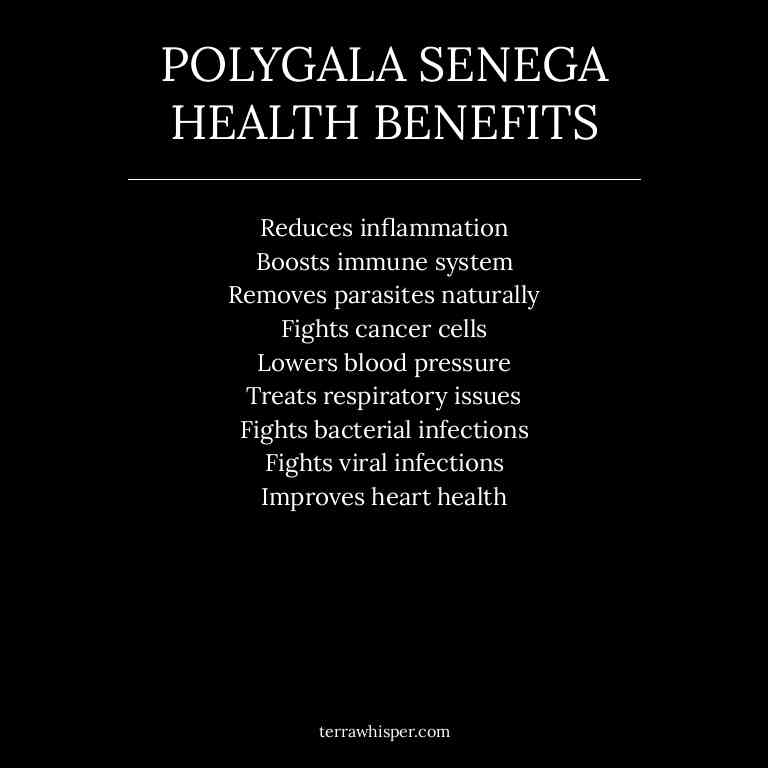 POLYGALA SENEGA
HEALTH BENEFITS
Reduces inflammation
Boosts immune system
Removes parasites naturally
Fights cancer cells
Lowers blood pressure
Treats respiratory issues
Fights bacterial infections
Fights viral infections
Improves heart health
terrawhisper.com